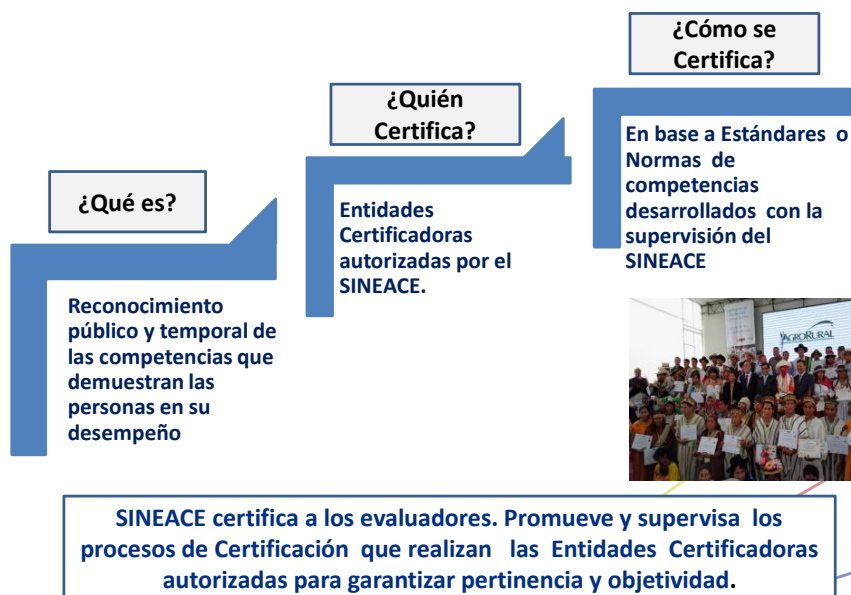 ¿Qué es?
Reconocimiento
público y temporal de
las competencias que
demuestran las
personas en su
desempeño
¿Quién
Certifica?
Entidades
Certificadoras
autorizadas por el
SINEACE.
¿Cómo se
Certifica?
En base a Estándares o
Normas de
competencias
desarrollados con la
supervisión del
SINEACE
AGRORURAL
SINEACE certifica a los evaluadores. Promueve y supervisa los
procesos de Certificación que realizan las Entidades Certificadoras
autorizadas para garantizar pertinencia y objetividad.